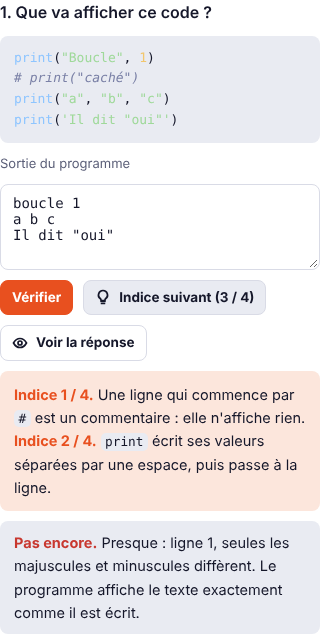 1. Que va afficher ce code ?
print("Boucle", 1)
# print("caché")
print("a", "b", "c")
print('Il dit "oui"')
Sortie du programme
boucle 1
a b c
Il dit "oui"
Vérifier
Indice suivant (3 / 4)
Voir la réponse
Indice 1 / 4. Une ligne qui commence par
# est un commentaire : elle n'affiche rien.
Indice 2 / 4. print écrit ses valeurs
séparées par une espace, puis passe à la
ligne.
Pas encore. Presque : ligne 1, seules les
majuscules et minuscules diffèrent. Le
programme affiche le texte exactement
comme il est écrit.